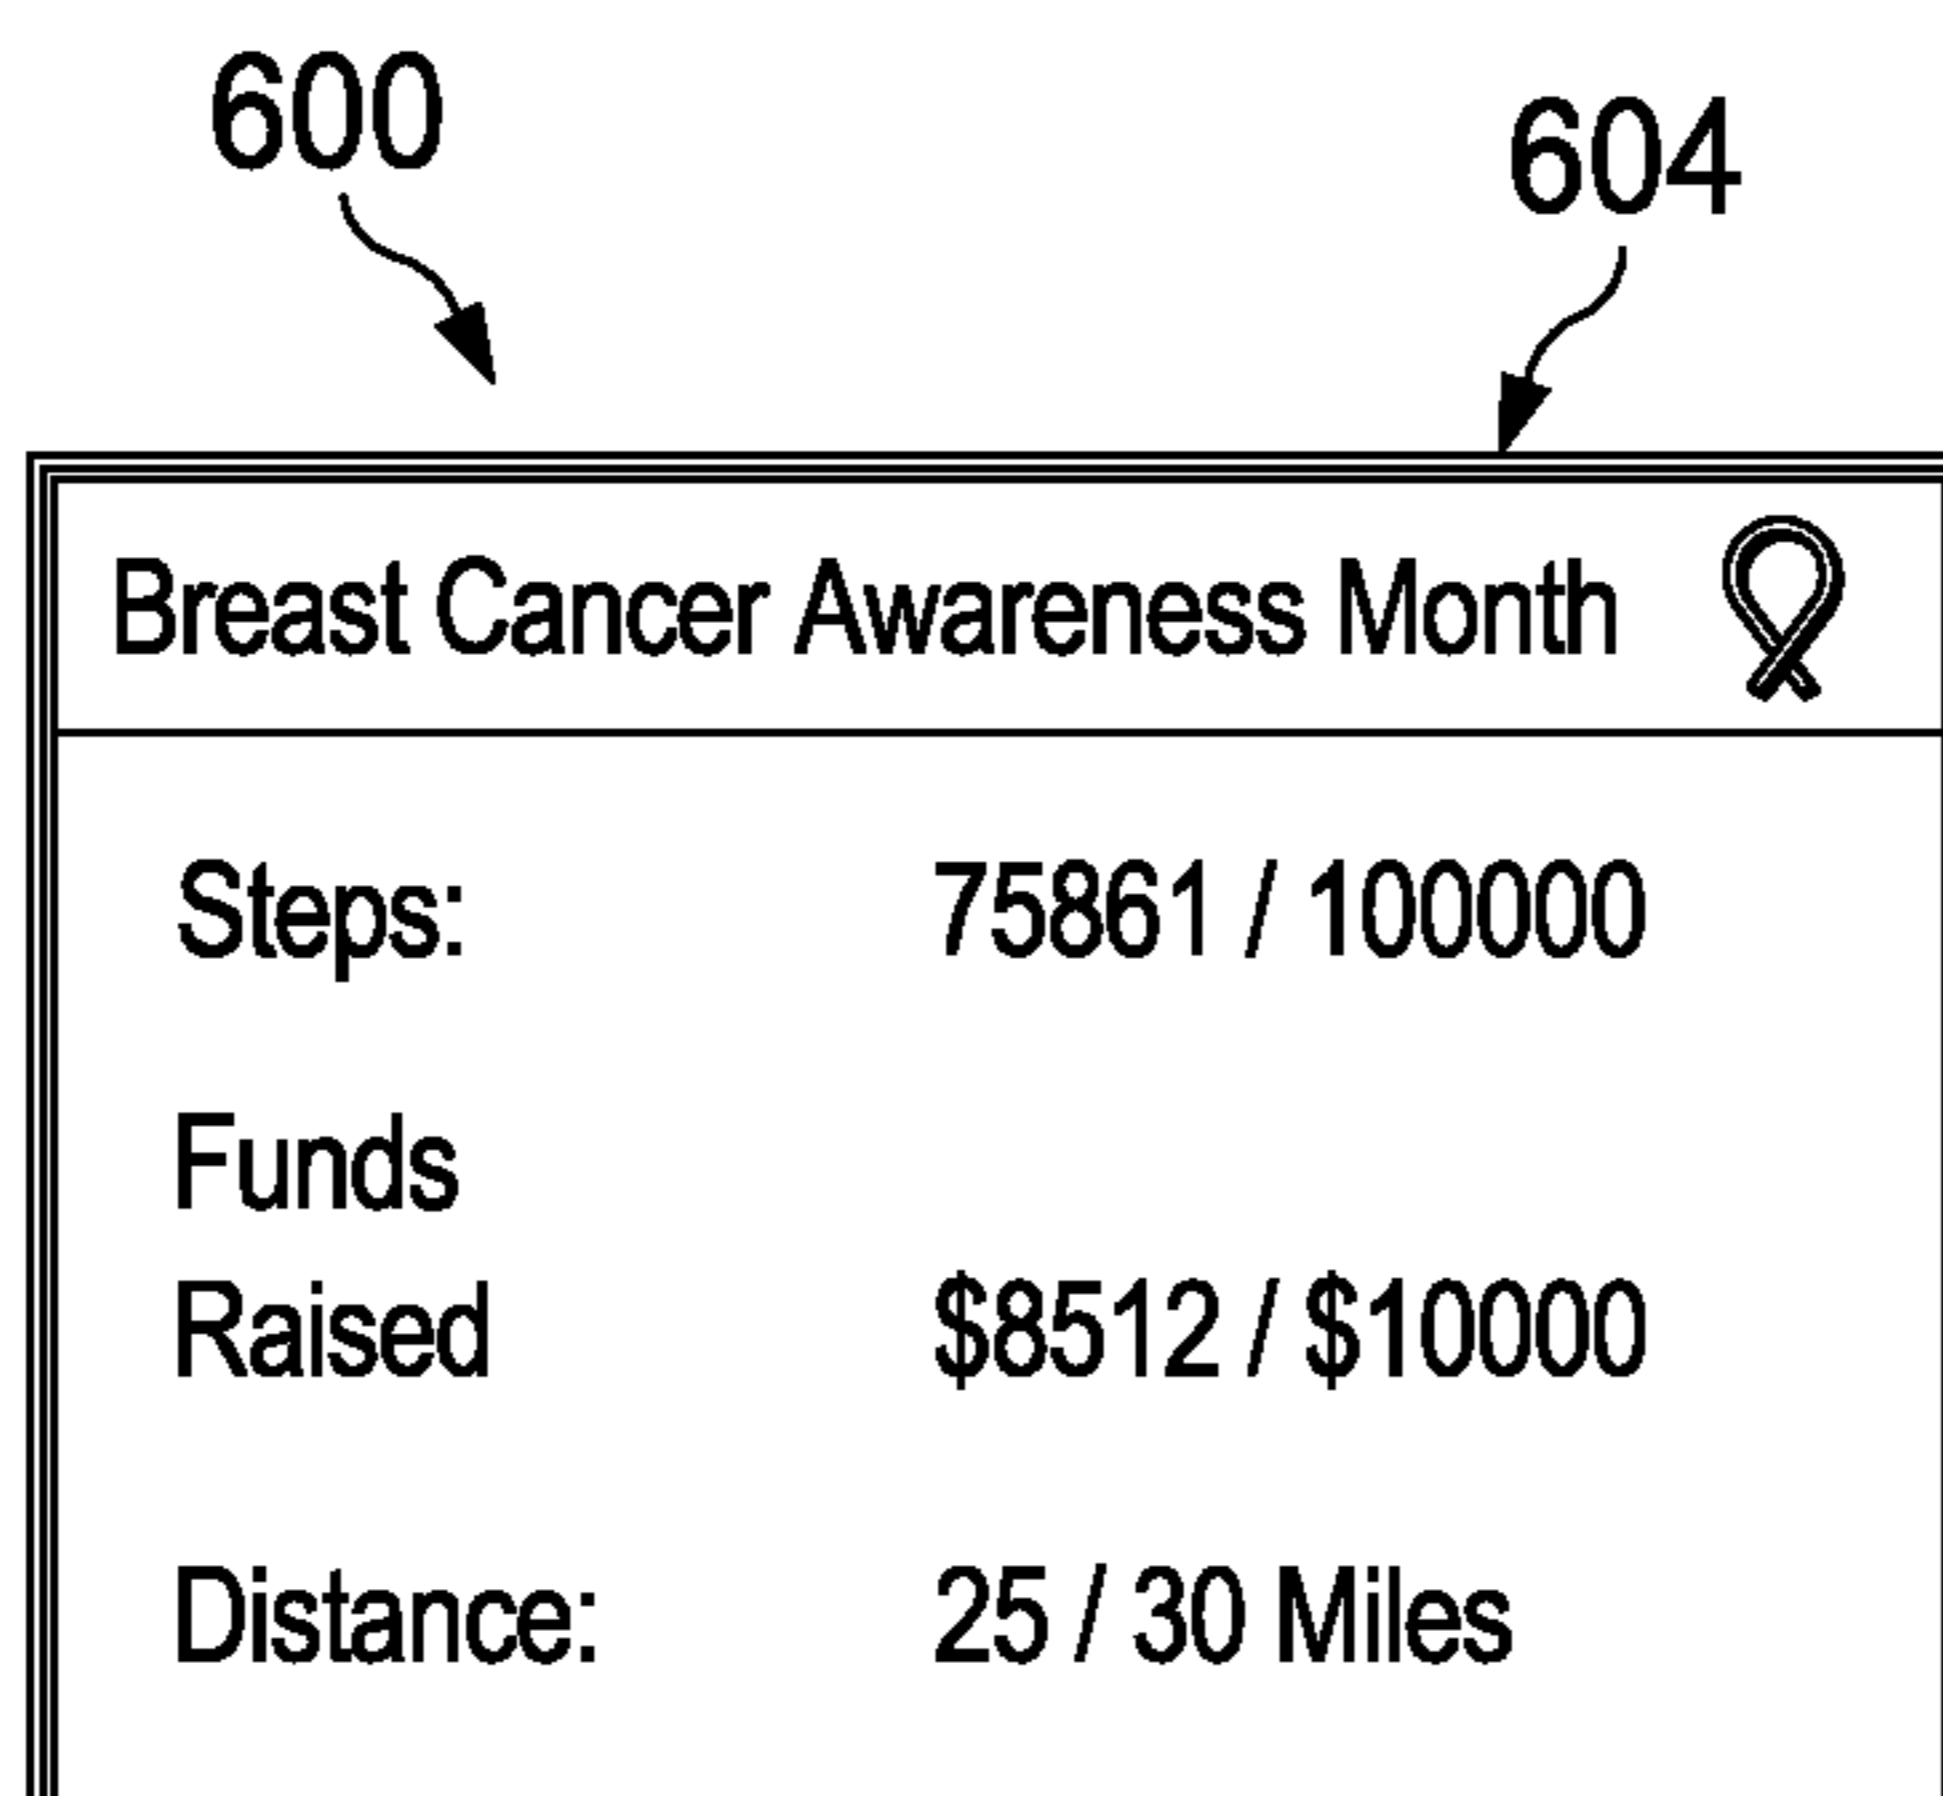 600
604
Breast Cancer Awareness Month
Steps: 75861 / 100000
Funds
Raised $8512 / $10000
Distance: 25 / 30 Miles